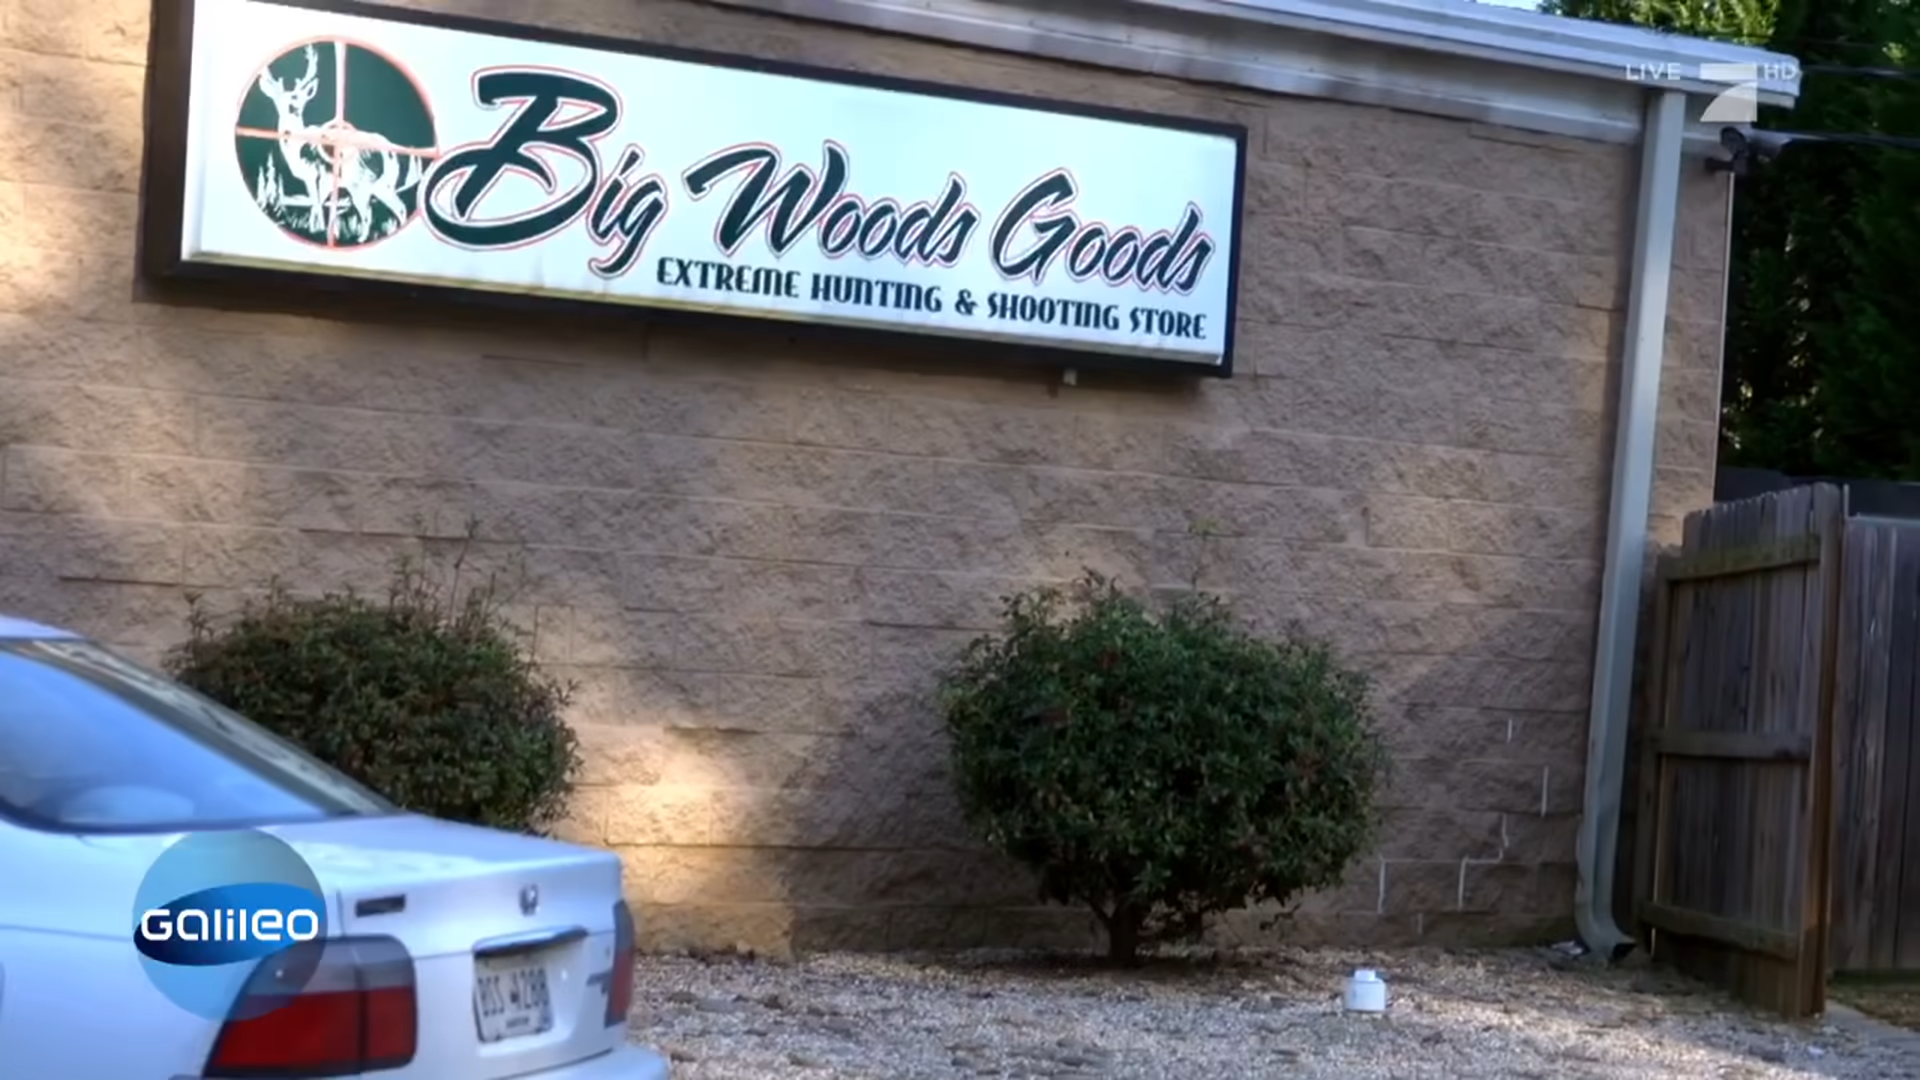 LIVE HD
Big Woods Goods
EXTREME HUNTING & SHOOTING STORE
Galileo